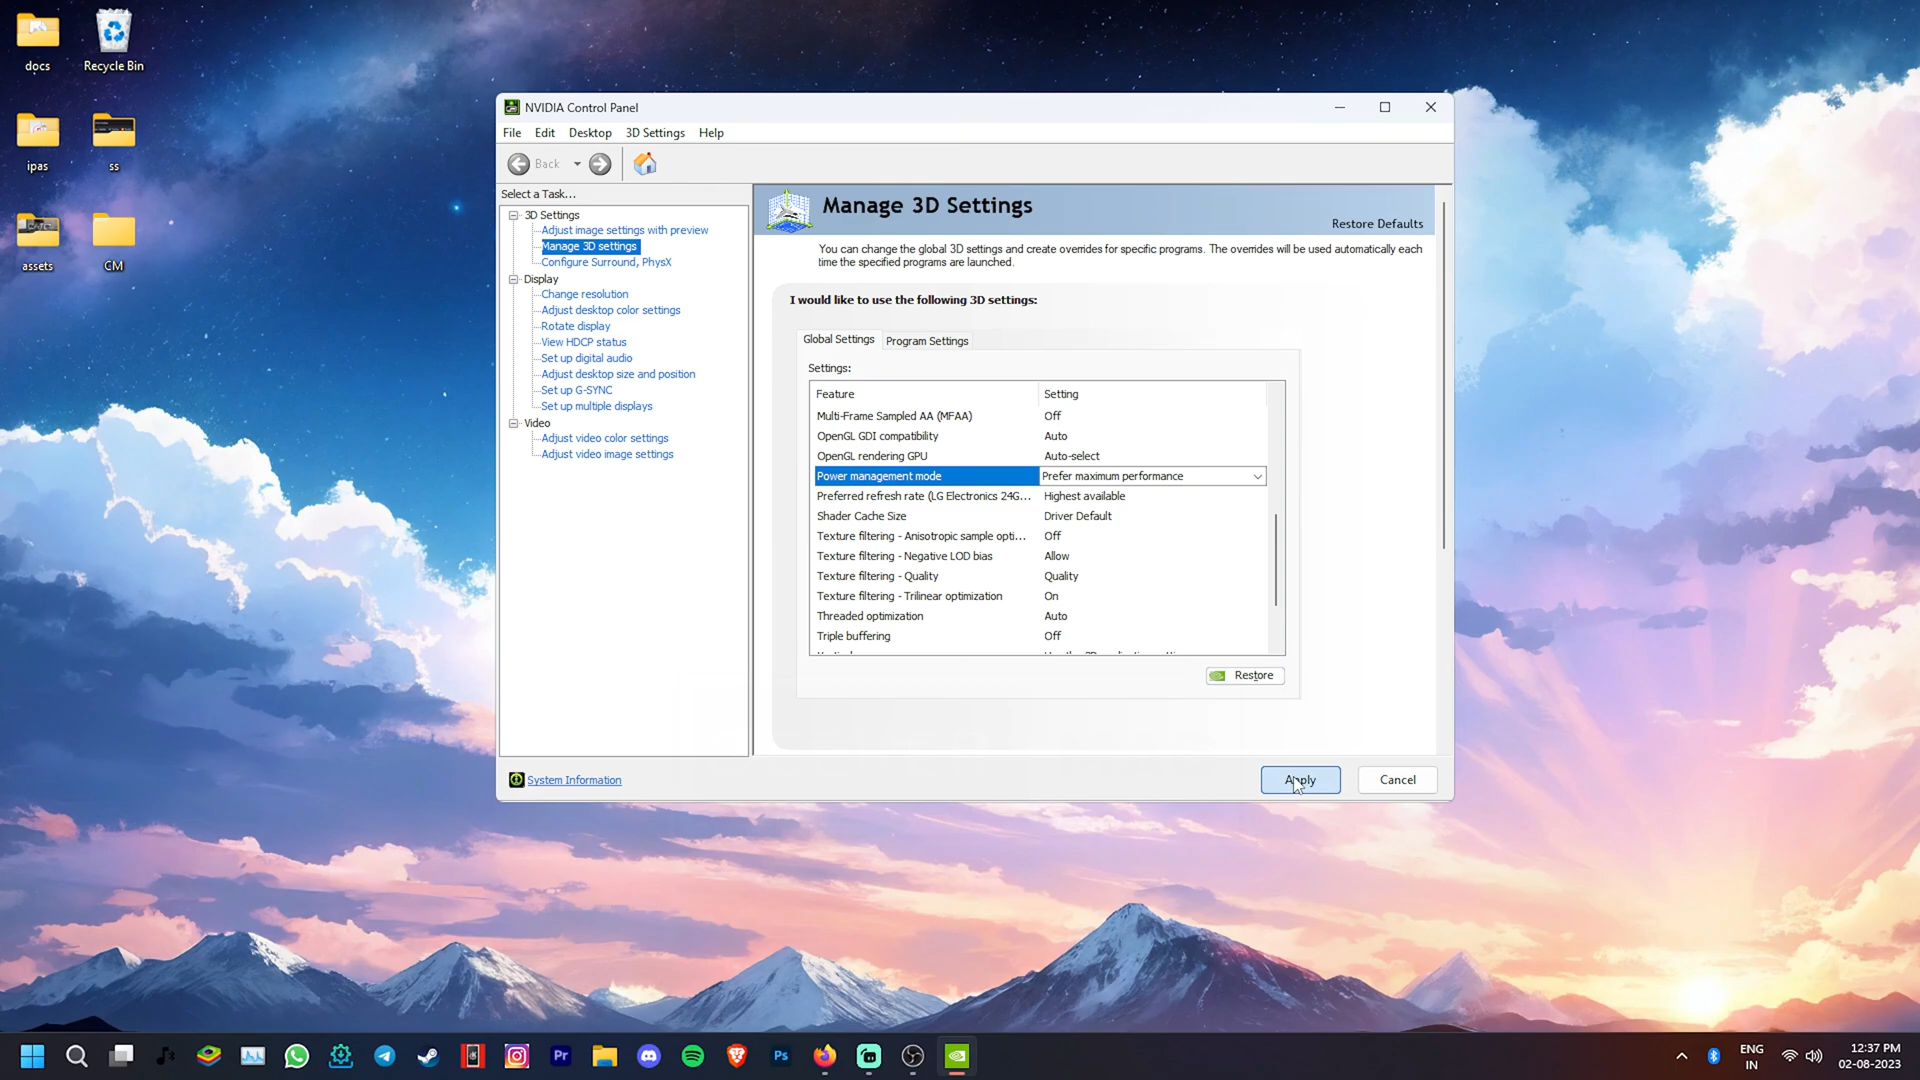 docs
Recycle Bin
ipas
ss
assets
CM
NVIDIA Control Panel
File Edit Desktop 3D Settings Help
Back
Select a Task...
3D Settings
Adjust image settings with preview
Manage 3D settings
Configure Surround, PhysX
Display
Change resolution
Adjust desktop color settings
Rotate display
View HDCP status
Set up digital audio
Adjust desktop size and position
Set up G-SYNC
Set up multiple displays
Video
Adjust video color settings
Adjust video image settings
Manage 3D Settings
Restore Defaults
You can change the global 3D settings and create overrides for specific programs. The overrides will be used automatically each
time the specified programs are launched.
I would like to use the following 3D settings:
Global Settings Program Settings
Settings:
Feature Setting
Multi-Frame Sampled AA (MFAA) Off
OpenGL GDI compatibility Auto
OpenGL rendering GPU Auto-select
Power management mode Prefer maximum performance
Preferred refresh rate (LG Electronics 24G... Highest available
Shader Cache Size Driver Default
Texture filtering - Anisotropic sample opti... Off
Texture filtering - Negative LOD bias Allow
Texture filtering - Quality Quality
Texture filtering - Trilinear optimization On
Threaded optimization Auto
Triple buffering Off
Restore
System Information
Apply Cancel
Pr
Ps
ENG
IN
12:37 PM
02-08-2023